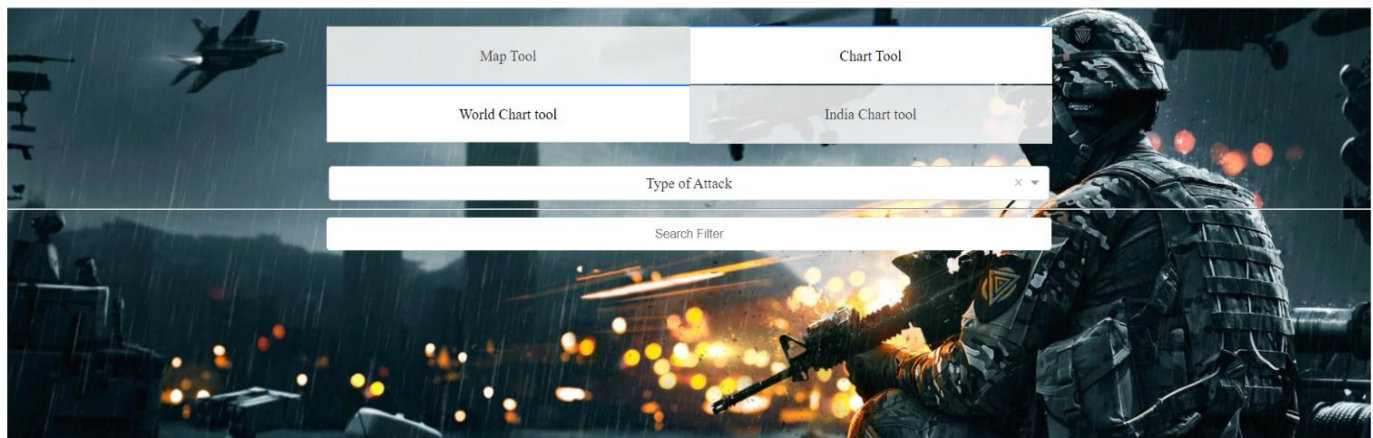 Map Tool
Chart Tool
World Chart tool
India Chart tool
Type of Attack
Search Filter